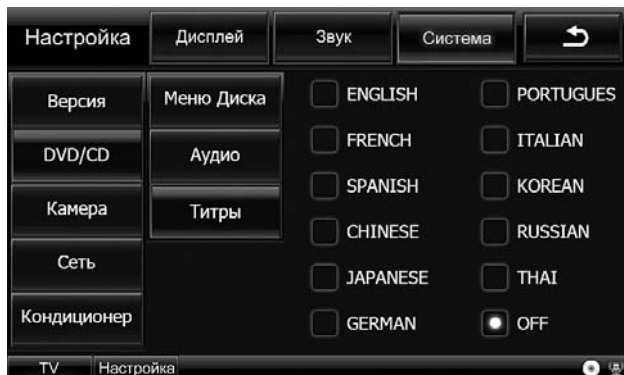 Настройка Дисплей Звук Система
Версия Меню Диска ENGLISH PORTUGUES
DVD/CD Аудио FRENCH ITALIAN
Камера Титры SPANISH KOREAN
CHINESE RUSSIAN
Сеть JAPANESE THAI
Кондиционер GERMAN OFF
TV Настройка